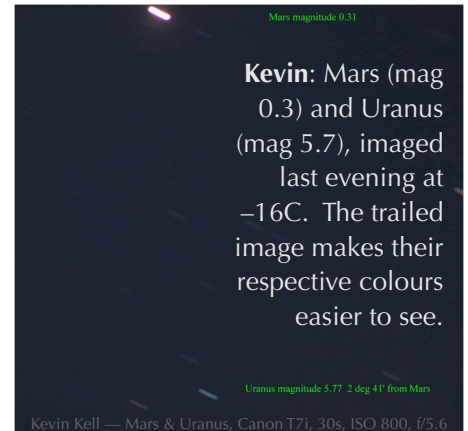 Mars magnitude 0.31
Kevin: Mars (mag
0.3) and Uranus
(mag 5.7), imaged
last evening at
–16C.  The trailed
image makes their
respective colours
easier to see.
Uranus magnitude 5.77  2 deg 41' from Mars
Kevin Kell — Mars & Uranus, Canon T7i, 30s, ISO 800, f/5.6